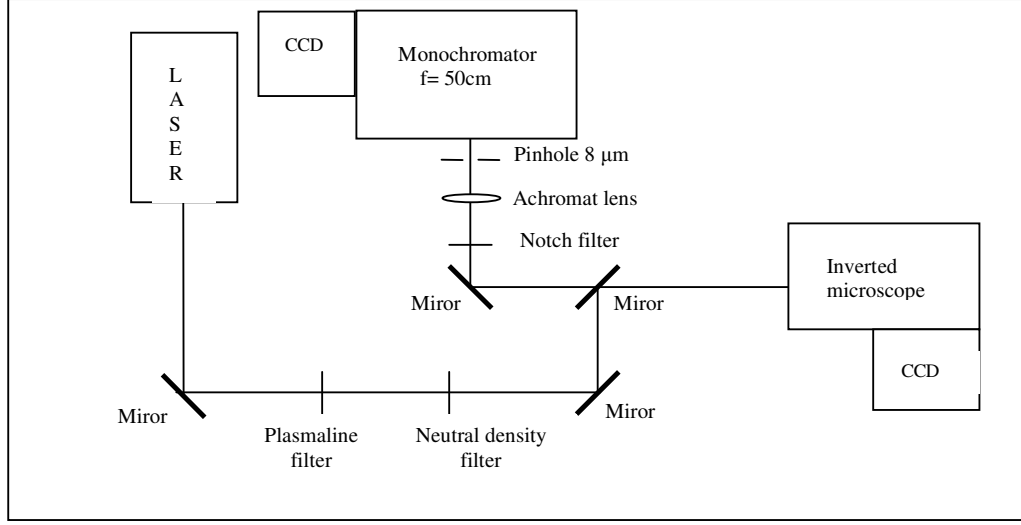 L
A
S
E
R
CCD
Monochromator
f= 50cm
Pinhole 8 µm
Achromat lens
Notch filter
Miror
Miror
Inverted
microscope
CCD
Miror
Plasmaline
filter
Neutral density
filter
Miror